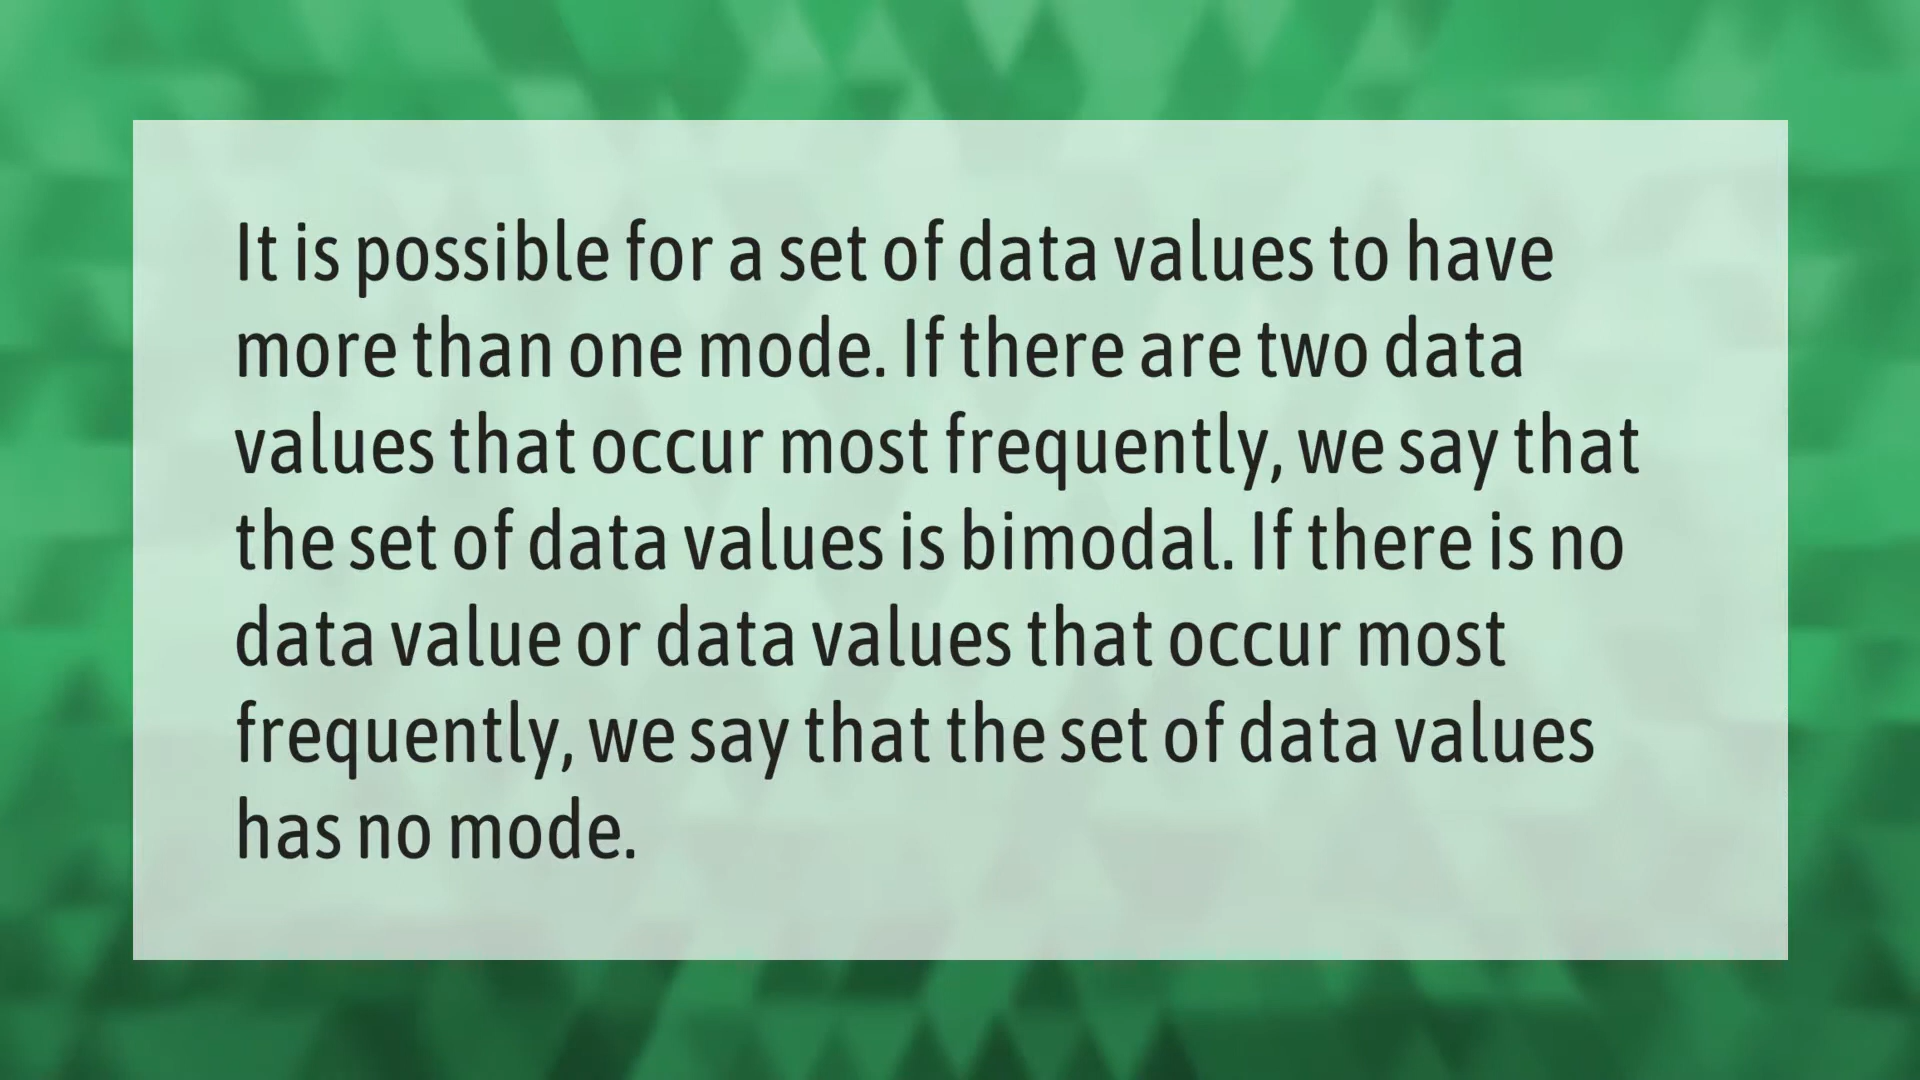 It is possible for a set of data values to have
more than one mode. If there are two data
values that occur most frequently, we say that
the set of data values is bimodal. If there is no
data value or data values that occur most
frequently, we say that the set of data values
has no mode.